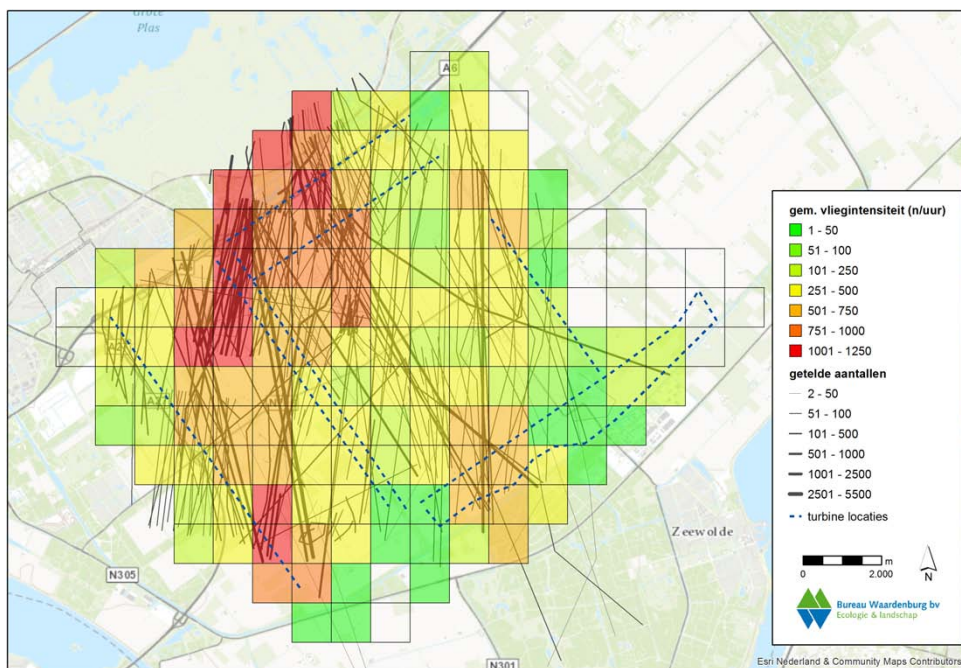 Grote
Plas
A6
gem. vliegintensiteit (n/uur)
1 - 50
51 - 100
101 - 250
251 - 500
501 - 750
751 - 1000
1001 - 1250
getelde aantallen
2 - 50
51 - 100
101 - 500
501 - 1000
1001 - 2500
2501 - 5500
turbine locaties
Zeewolde
m
0 2.000
N
N305
Bureau Waardenburg bv
Ecologie & landschap
N301
Esri Nederland & Community Maps Contributors